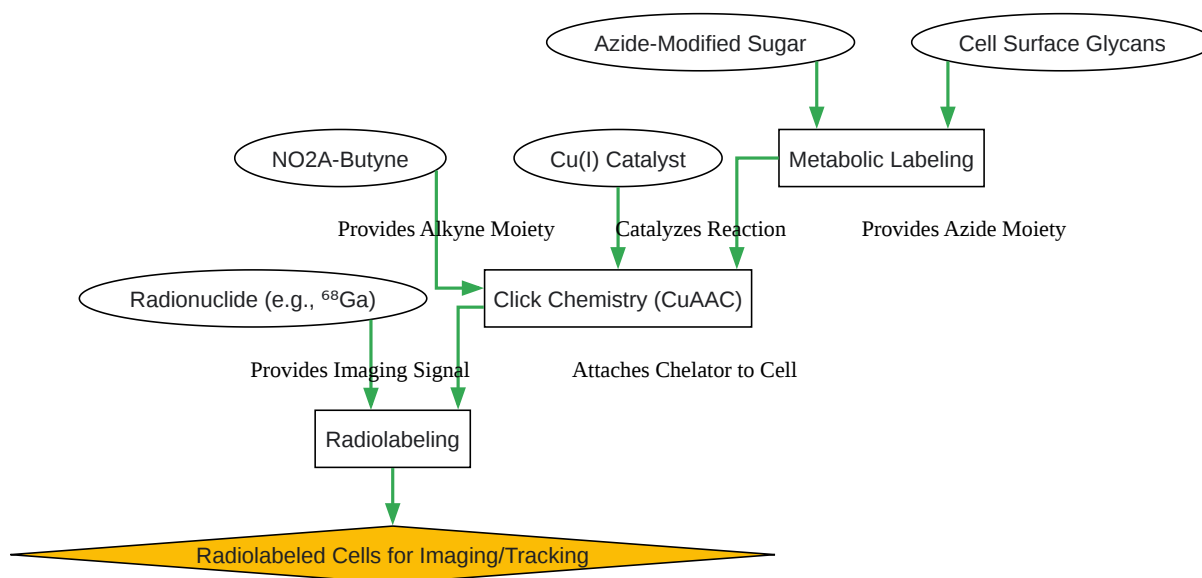 Azide-Modified Sugar
Cell Surface Glycans
NO2A-Butyne
Cu(I) Catalyst
Metabolic Labeling
Provides Alkyne Moiety
Catalyzes Reaction
Provides Azide Moiety
Radionuclide (e.g., ⁶⁸Ga)
Click Chemistry (CuAAC)
Provides Imaging Signal
Attaches Chelator to Cell
Radiolabeling
Radiolabeled Cells for Imaging/Tracking